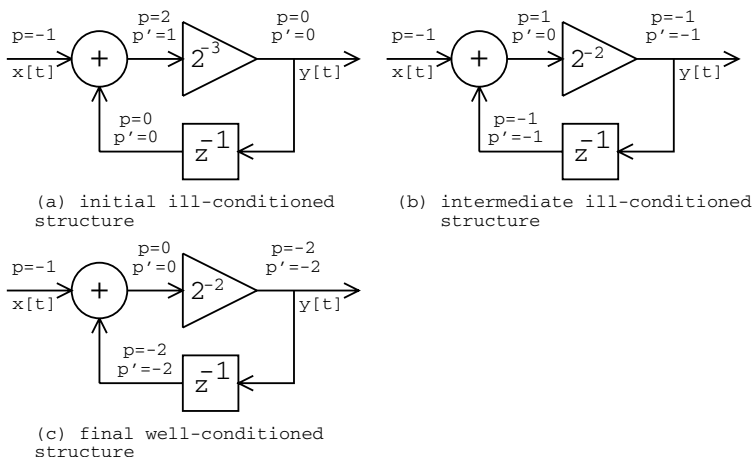 p=-1
x[t]
+
p=2
p'=1
2^-3
p=0
p'=0
y[t]
p=0
p'=0
z^-1
(a) initial ill-conditioned
structure
p=-1
x[t]
+
p=1
p'=0
2^-2
p=-1
p'=-1
y[t]
p=-1
p'=-1
z^-1
(b) intermediate ill-conditioned
structure
p=-1
x[t]
+
p=0
p'=0
2^-2
p=-2
p'=-2
y[t]
p=-2
p'=-2
z^-1
(c) final well-conditioned
structure